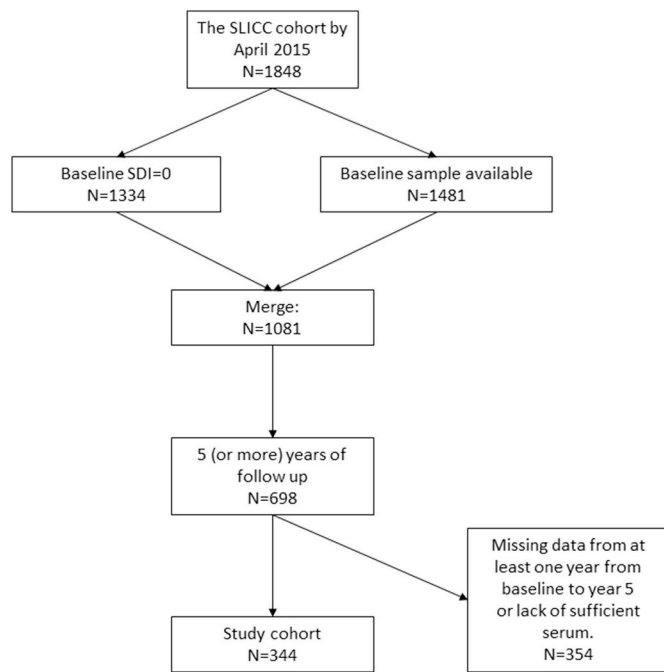 The SLICC cohort by
April 2015
N=1848
Baseline SDI=0
N=1334
Baseline sample available
N=1481
Merge:
N=1081
5 (or more) years of
follow up
N=698
Missing data from at
least one year from
baseline to year 5
or lack of sufficient
serum.
N=354
Study cohort
N=344